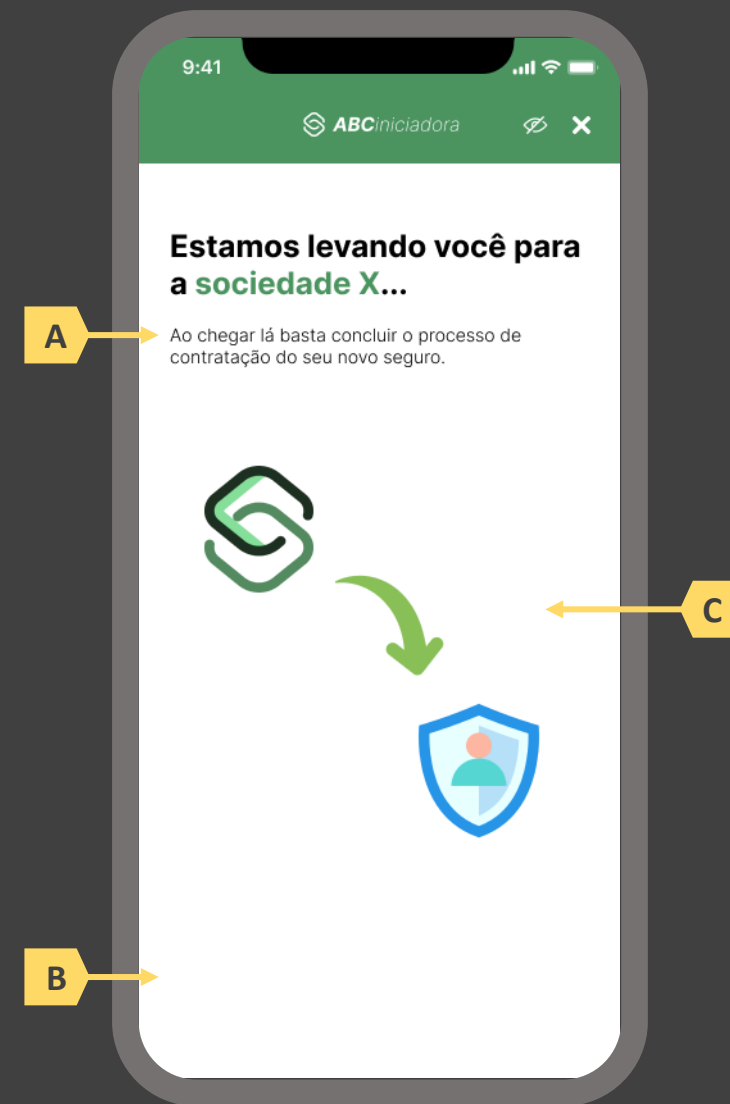 9:41
ABCiniciadora
Estamos levando você para
a sociedade X...
A
Ao chegar lá basta concluir o processo de
contratação do seu novo seguro.
C
B